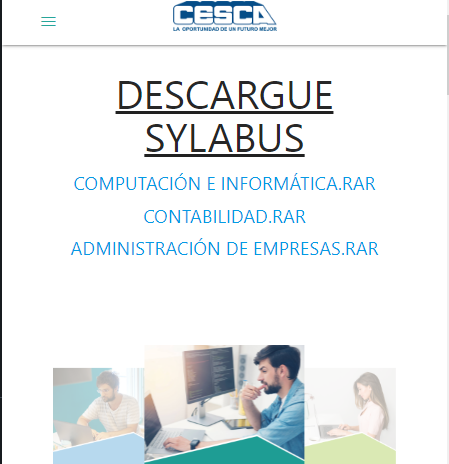 CESCA
LA OPORTUNIDAD DE UN FUTURO MEJOR
DESCARGUE
SYLABUS
COMPUTACIÓN E INFORMÁTICA.RAR
CONTABILIDAD.RAR
ADMINISTRACIÓN DE EMPRESAS.RAR